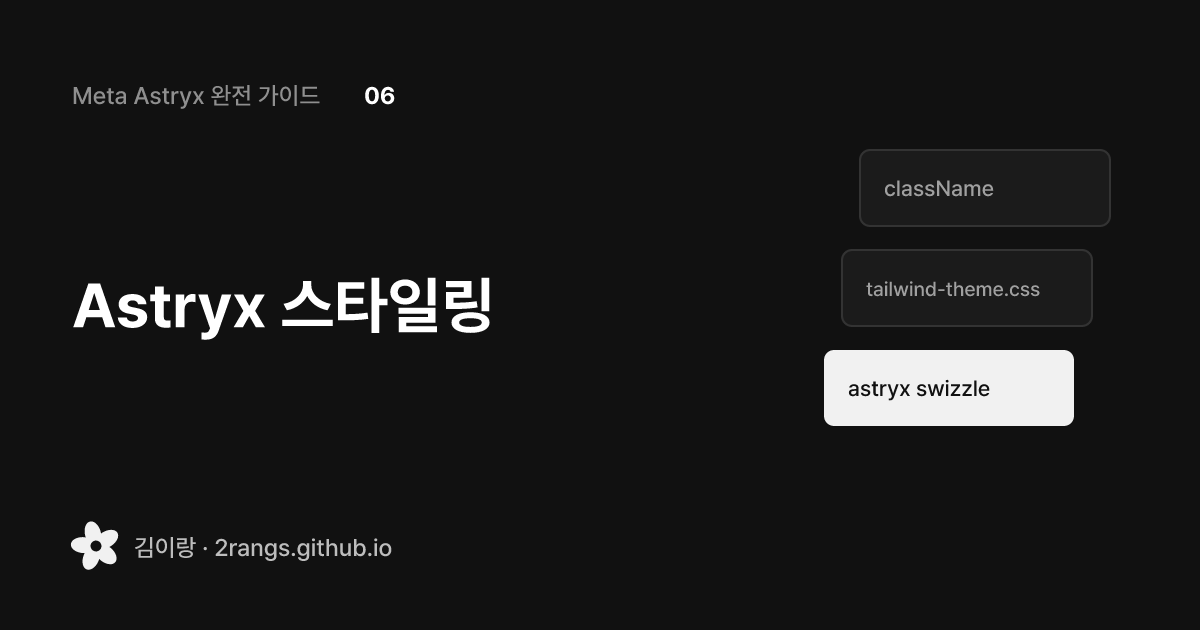 Meta Astryx 완전 가이드 06
className
tailwind-theme.css
Astryx 스타일링
astryx swizzle
김이랑 · 2rangs.github.io